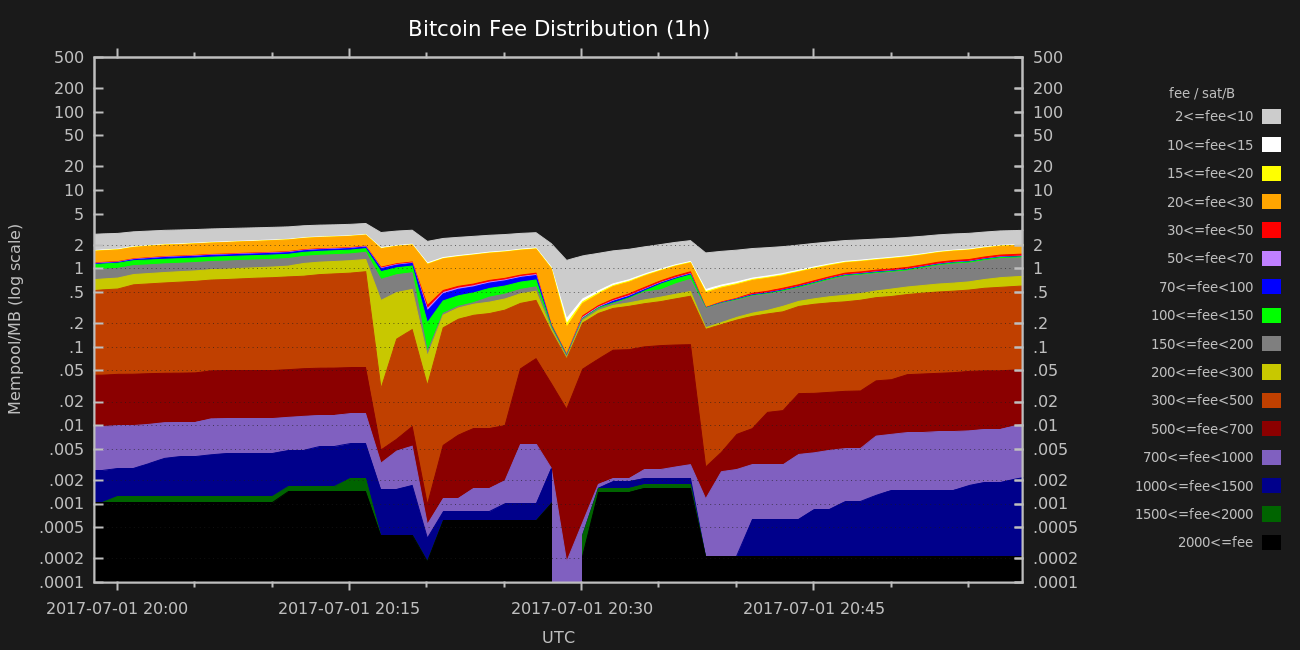 Bitcoin Fee Distribution (1h)
500 500
200 200
100 100
50 50
20 20
10 10
5 5
2 2
1 1
.5 .5
.2 .2
.1 .1
.05 .05
.02 .02
.01 .01
.005 .005
.002 .002
.001 .001
.0005 .0005
.0002 .0002
.0001 .0001
Mempool/MB (log scale)
2017-07-01 20:00 2017-07-01 20:15 2017-07-01 20:30 2017-07-01 20:45
UTC
fee / sat/B
2<=fee<10
10<=fee<15
15<=fee<20
20<=fee<30
30<=fee<50
50<=fee<70
70<=fee<100
100<=fee<150
150<=fee<200
200<=fee<300
300<=fee<500
500<=fee<700
700<=fee<1000
1000<=fee<1500
1500<=fee<2000
2000<=fee